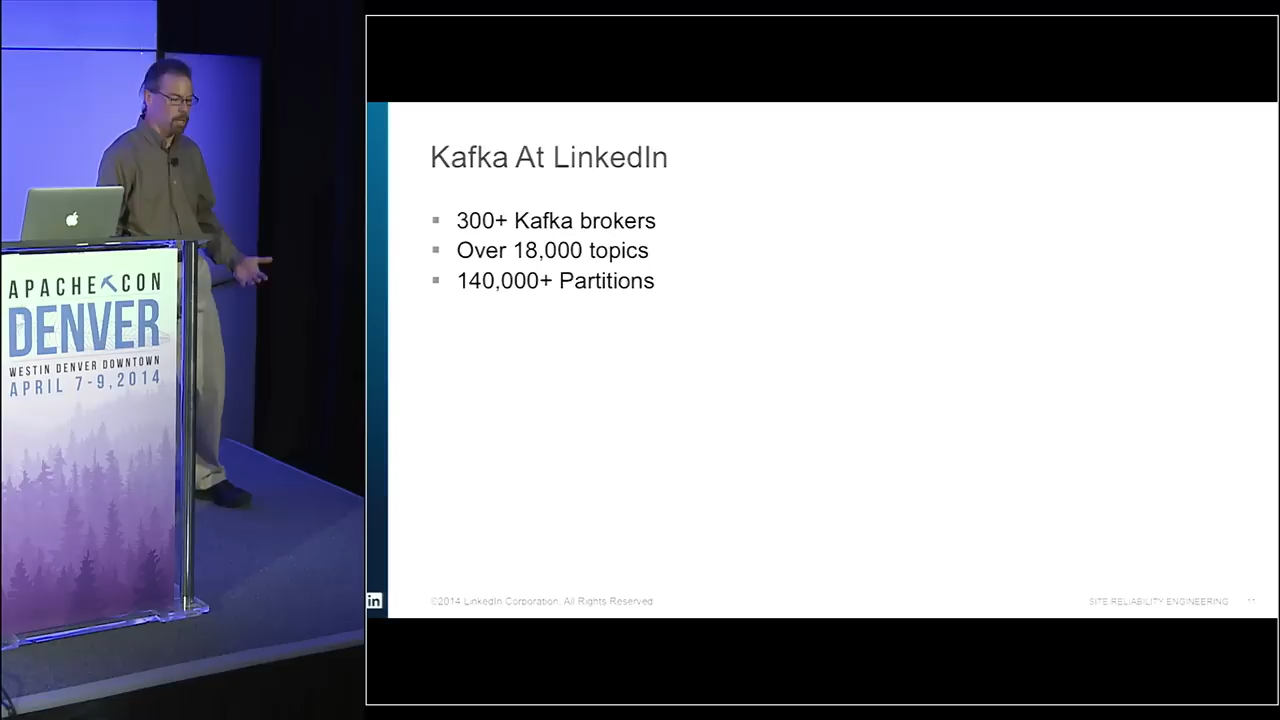 APACHE CON
DENVER
WESTIN DENVER DOWNTOWN
APRIL 7-9, 2014
Kafka At LinkedIn
300+ Kafka brokers
Over 18,000 topics
140,000+ Partitions
in
©2014 LinkedIn Corporation. All Rights Reserved
SITE RELIABILITY ENGINEERING 11